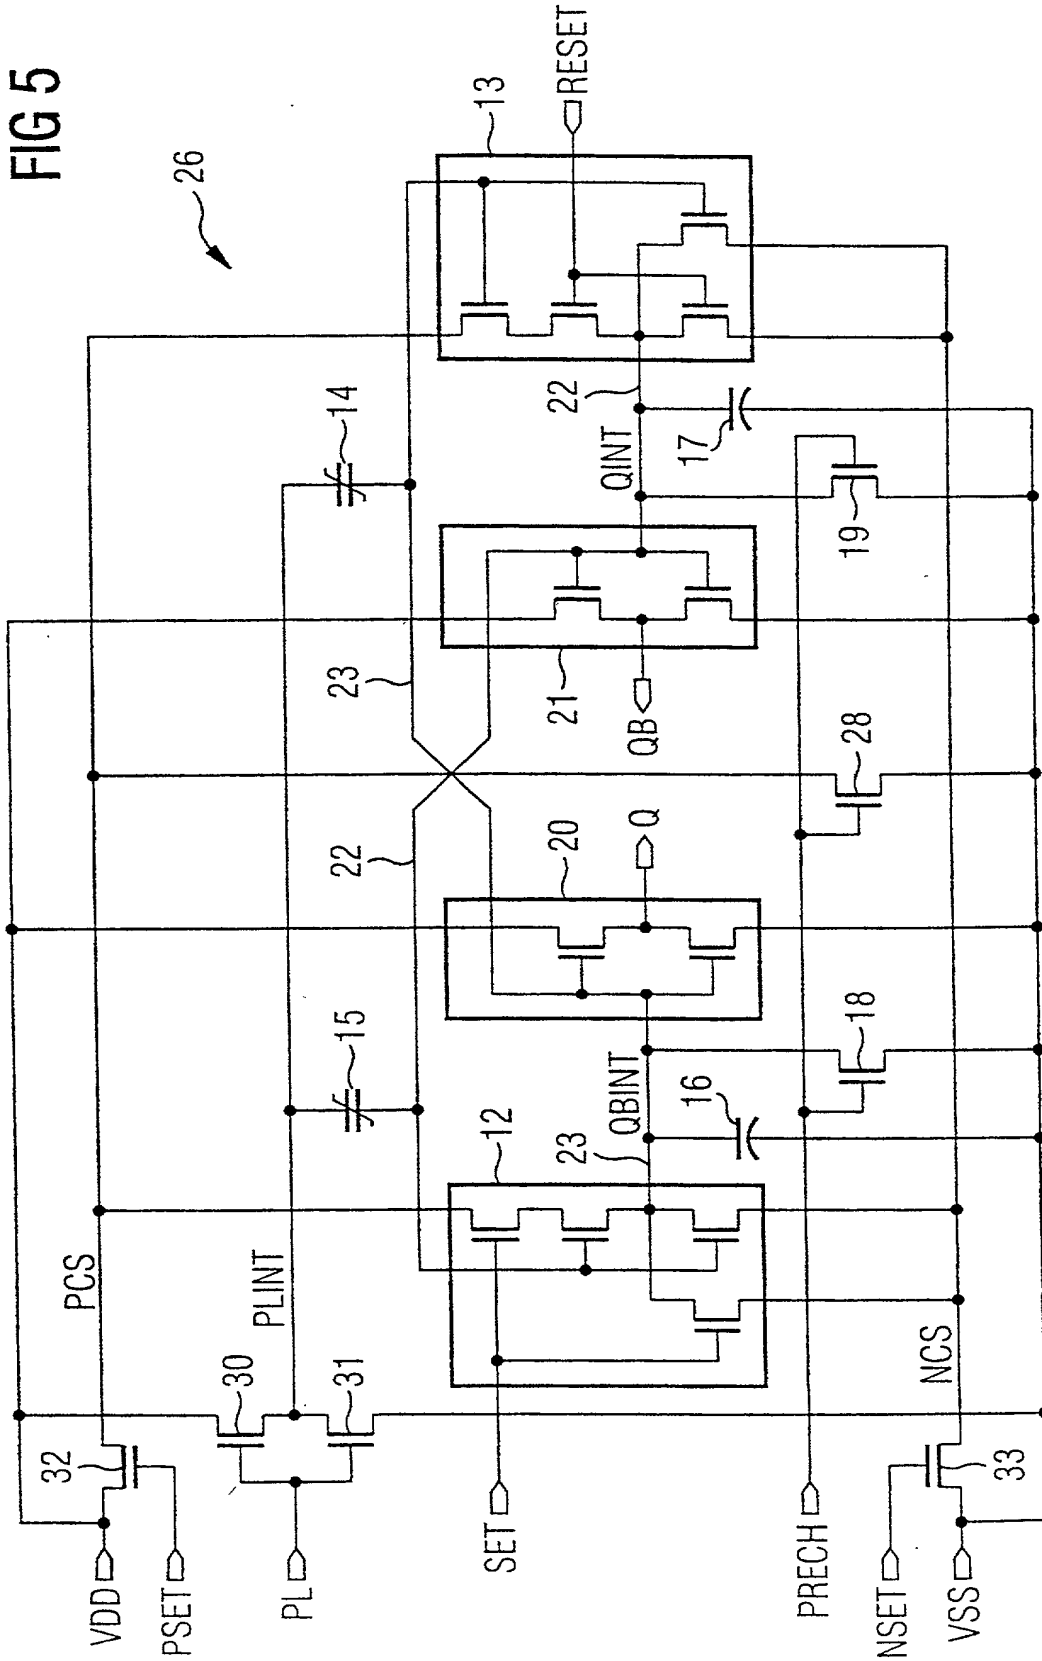 FIG 5
26
VDD
PSET
PL
SET
PRECH
NSET
VSS
RESET
32
PCS
30
PLINT
31
15
14
22
23
12
23
QBINT
16
18
20
Q
28
QB
21
19
QINT
17
22
13
NCS
33